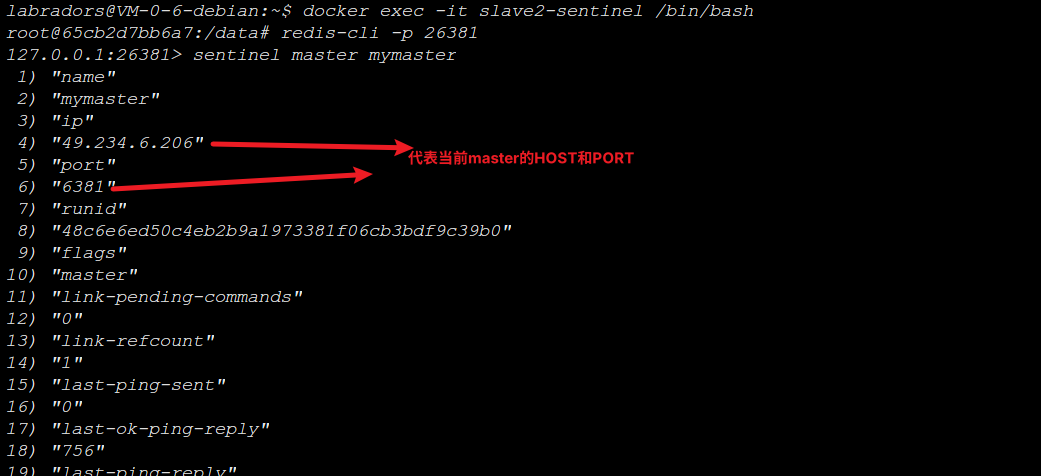 labradors@VM-0-6-debian:~$ docker exec -it slave2-sentinel /bin/bash
root@65cb2d7bb6a7:/data# redis-cli -p 26381
127.0.0.1:26381> sentinel master mymaster
1) "name"
2) "mymaster"
3) "ip"
4) "49.234.6.206"
代表当前master的HOST和PORT
5) "port"
6) "6381"
7) "runid"
8) "48c6e6ed50c4eb2b9a1973381f06cb3bdf9c39b0"
9) "flags"
10) "master"
11) "link-pending-commands"
12) "0"
13) "link-refcount"
14) "1"
15) "last-ping-sent"
16) "0"
17) "last-ok-ping-reply"
18) "756"
19) "last-ping-reply"